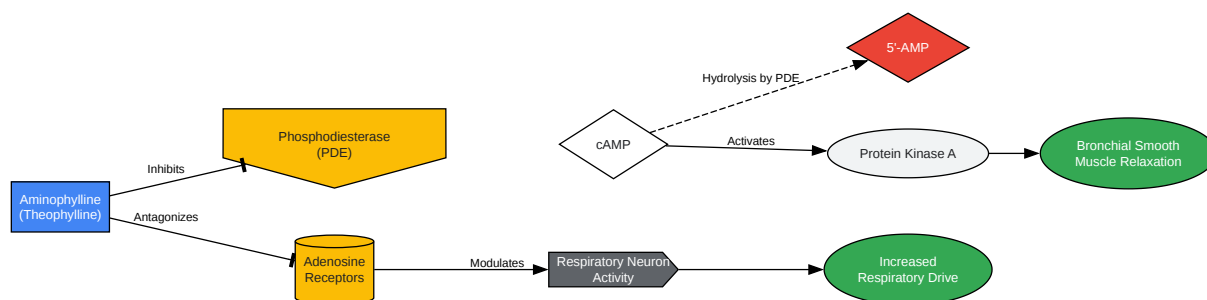 5'-AMP
Hydrolysis by PDE
Phosphodiesterase
(PDE)
cAMP
Activates
Protein Kinase A
Bronchial Smooth
Muscle Relaxation
Inhibits
Aminophylline
(Theophylline)
Antagonizes
Adenosine
Receptors
Modulates
Respiratory Neuron
Activity
Increased
Respiratory Drive